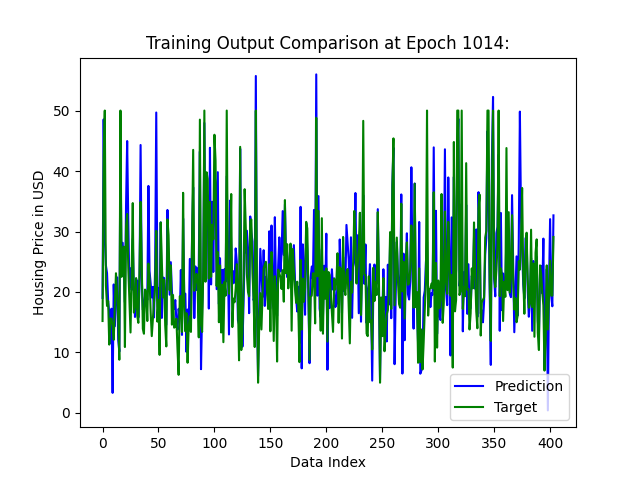 Training Output Comparison at Epoch 1014:
Housing Price in USD
50
40
30
20
10
0
Prediction
Target
0 50 100 150 200 250 300 350 400
Data Index